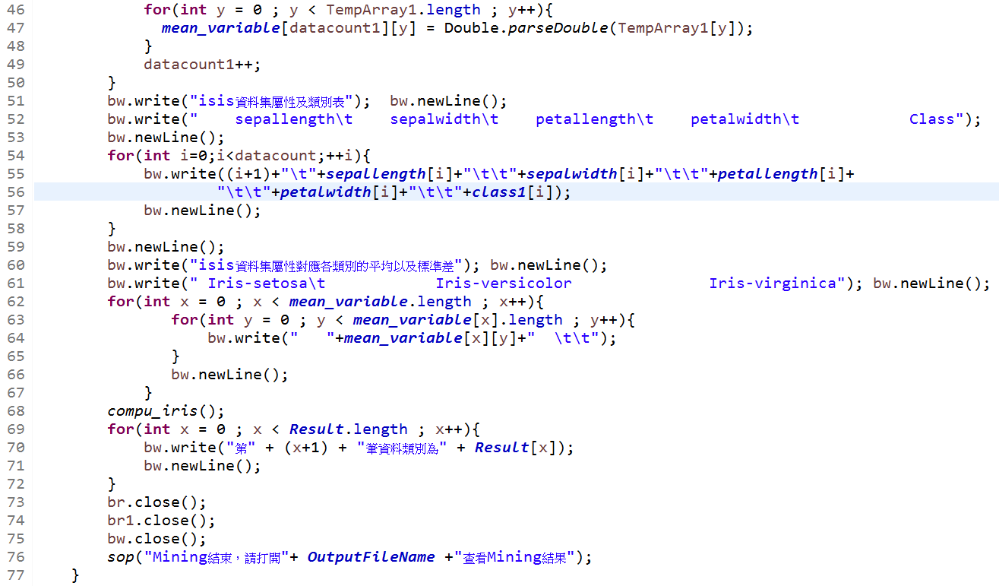 46 for(int y = 0 ; y < TempArray1.length ; y++){
47 mean_variable[datacount1][y] = Double.parseDouble(TempArray1[y]);
48 }
49 datacount1++;
50 }
51 bw.write("isis資料集屬性及類別表"); bw.newLine();
52 bw.write("    sepallength\t    sepalwidth\t    petallength\t    petalwidth\t            Class");
53 bw.newLine();
54 for(int i=0;i<datacount;++i){
55 bw.write((i+1)+"\t"+sepallength[i]+"\t\t"+sepalwidth[i]+"\t\t"+petallength[i]+
56 "\t\t"+petalwidth[i]+"\t\t"+class1[i]);
57 bw.newLine();
58 }
59 bw.newLine();
60 bw.write("isis資料集屬性對應各類別的平均以及標準差"); bw.newLine();
61 bw.write(" Iris-setosa\t            Iris-versicolor               Iris-virginica"); bw.newLine();
62 for(int x = 0 ; x < mean_variable.length ; x++){
63 for(int y = 0 ; y < mean_variable[x].length ; y++){
64 bw.write("   "+mean_variable[x][y]+"  \t\t");
65 }
66 bw.newLine();
67 }
68 compu_iris();
69 for(int x = 0 ; x < Result.length ; x++){
70 bw.write("第" + (x+1) + "筆資料類別為" + Result[x]);
71 bw.newLine();
72 }
73 br.close();
74 br1.close();
75 bw.close();
76 sop("Mining結束，請打開"+ OutputFileName +"查看Mining結果");
77 }